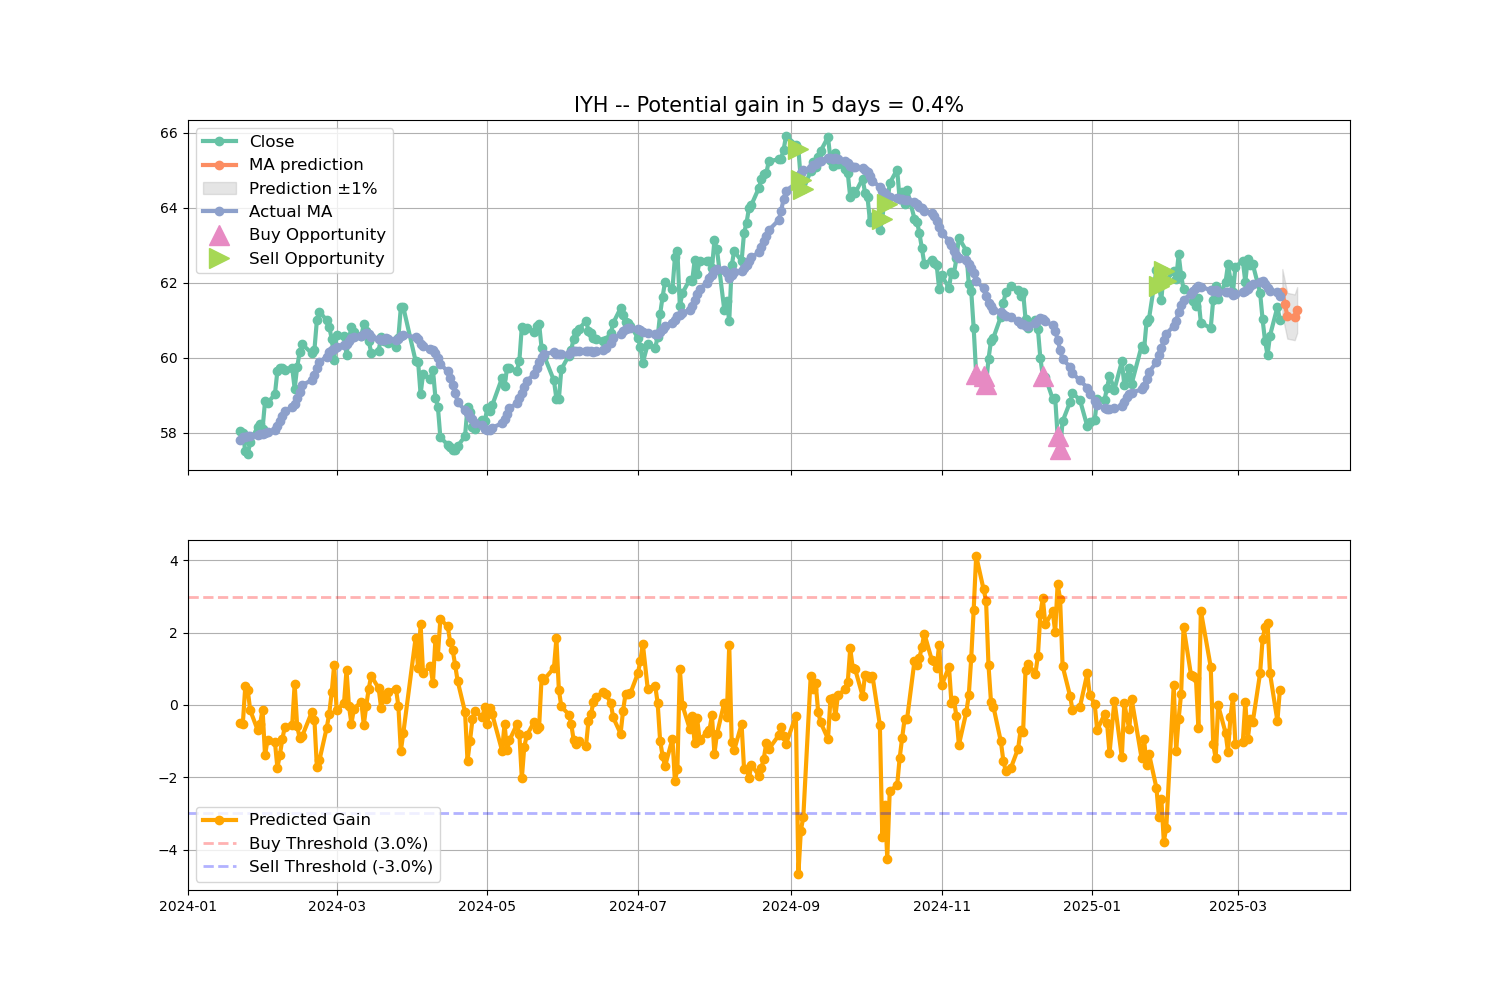 IYH -- Potential gain in 5 days = 0.4%
66
64
62
60
58
Close
MA prediction
Prediction ±1%
Actual MA
Buy Opportunity
Sell Opportunity
4
2
0
−2
−4
Predicted Gain
Buy Threshold (3.0%)
Sell Threshold (-3.0%)
2024-01 2024-03 2024-05 2024-07 2024-09 2024-11 2025-01 2025-03